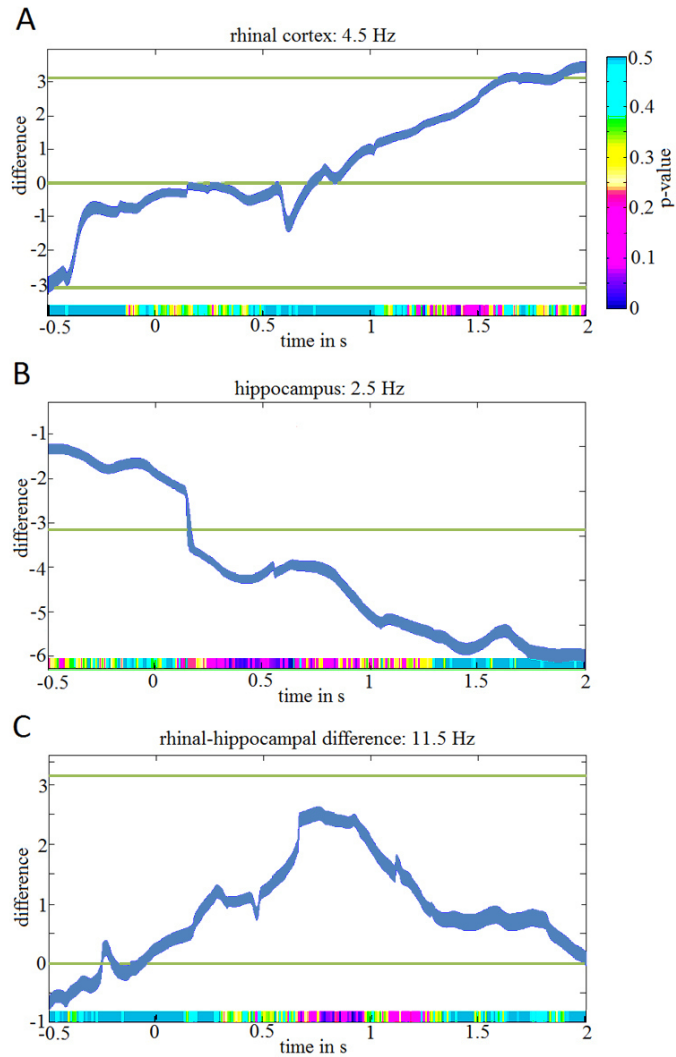 A
rhinal cortex: 4.5 Hz
difference
3
2
1
0
-1
-2
-3
-0.5 0 0.5 1 1.5 2
time in s
0.5
0.4
0.3
0.2
0.1
0
p-value
B
hippocampus: 2.5 Hz
difference
-1
-2
-3
-4
-5
-6
-0.5 0 0.5 1 1.5 2
time in s
C
rhinal-hippocampal difference: 11.5 Hz
difference
3
2
1
0
-1
-0.5 0 0.5 1 1.5 2
time in s